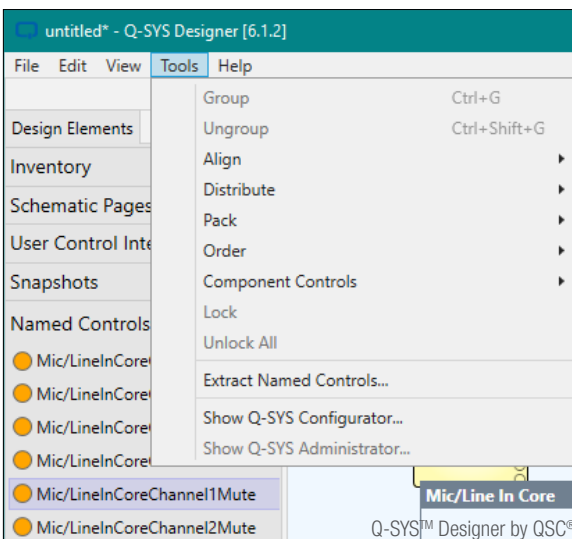 untitled* - Q-SYS Designer [6.1.2]
File Edit View Tools Help
Group Ctrl+G
Design Elements
Ungroup Ctrl+Shift+G
Inventory
Align
Distribute
Schematic Pages
Pack
User Control Inte
Order
Snapshots
Component Controls
Lock
Named Controls
Unlock All
Mic/LineInCore
Extract Named Controls...
Mic/LineInCore
Mic/LineInCore
Show Q-SYS Configurator...
Mic/LineInCore
Show Q-SYS Administrator...
Mic/LineInCoreChannel1Mute
Mic/Line In Core
Mic/LineInCoreChannel2Mute
Q-SYS™ Designer by QSC®